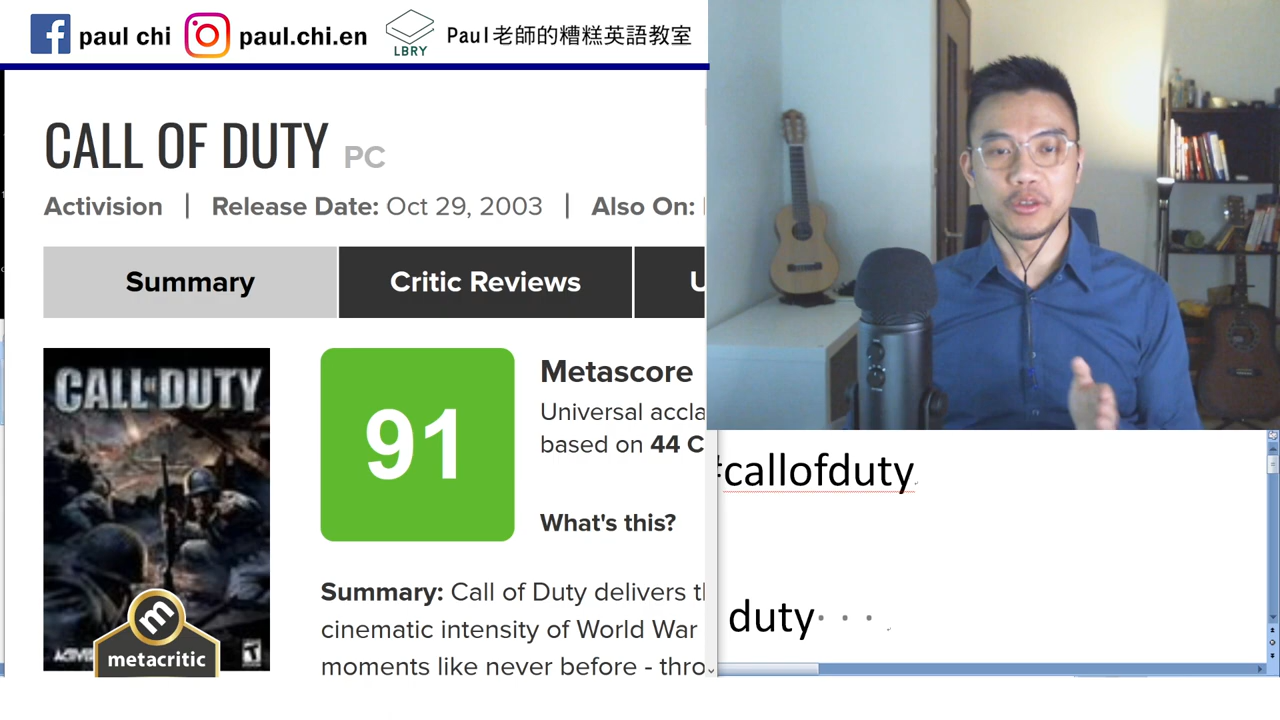 paul chi paul.chi.en LBRY Paul老師的糟糕英語教室
CALL OF DUTY PC
Activision | Release Date: Oct 29, 2003 | Also On:
Summary
Critic Reviews
CALL OF DUTY
metacritic
91
Metascore
Universal accla
based on 44 C
What's this?
Summary: Call of Duty delivers th
cinematic intensity of World War
moments like never before - thro
#callofduty
duty...